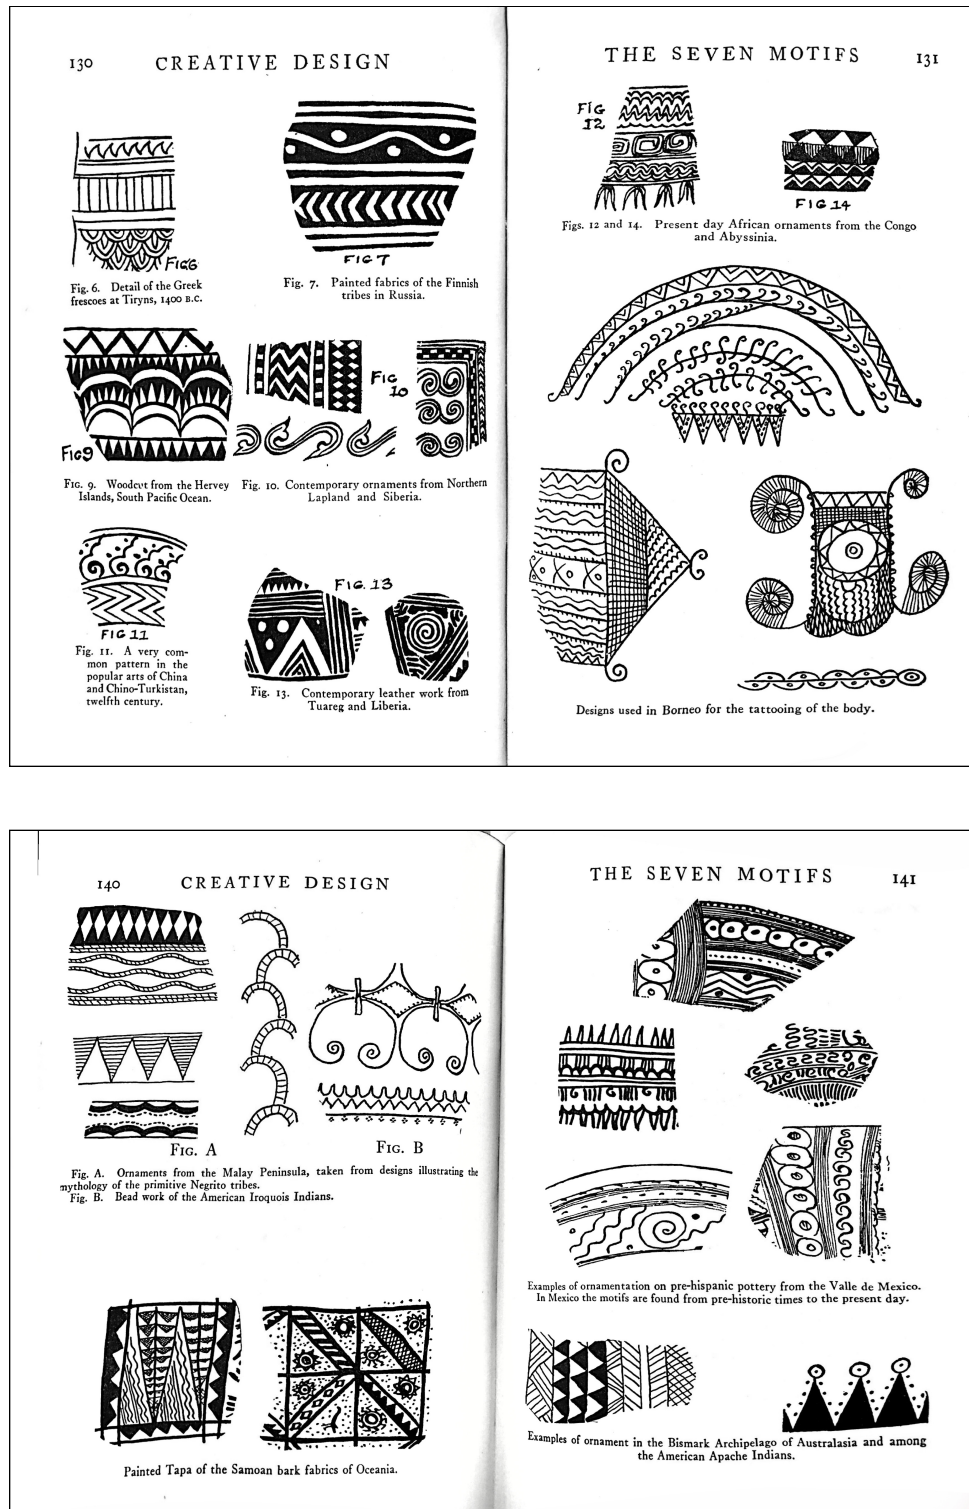 130 CREATIVE DESIGN
FIG6
FIG 7
Fig. 6. Detail of the Greek
frescoes at Tiryns, 1400 B.C.
Fig. 7. Painted fabrics of the Finnish
tribes in Russia.
FIG9
FIG
10
Fig. 9. Woodcut from the Hervey
Islands, South Pacific Ocean.
Fig. 10. Contemporary ornaments from Northern
Lapland and Siberia.
FIG 11
Fig. 11. A very com-
mon pattern in the
popular arts of China
and Chino-Turkistan,
twelfth century.
FIG. 13
Fig. 13. Contemporary leather work from
Tuareg and Liberia.
THE SEVEN MOTIFS 131
FIG
12
FIG 14
Figs. 12 and 14. Present day African ornaments from the Congo
and Abyssinia.
Designs used in Borneo for the tattooing of the body.
140 CREATIVE DESIGN
Fig. A
Fig. B
Fig. A. Ornaments from the Malay Peninsula, taken from designs illustrating the
mythology of the primitive Negrito tribes.
Fig. B. Bead work of the American Iroquois Indians.
Painted Tapa of the Samoan bark fabrics of Oceania.
THE SEVEN MOTIFS 141
Examples of ornamentation on pre-hispanic pottery from the Valle de Mexico.
In Mexico the motifs are found from pre-historic times to the present day.
Examples of ornament in the Bismark Archipelago of Australasia and among
the American Apache Indians.